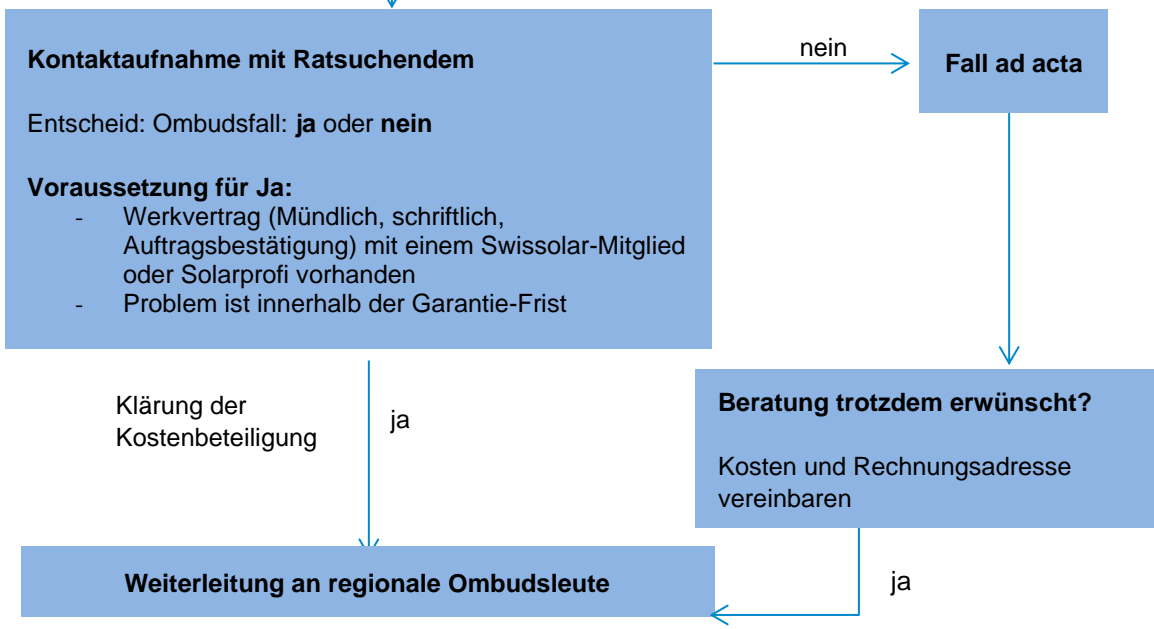 Kontaktaufnahme mit Ratsuchendem
Entscheid: Ombudsfall: ja oder nein
Voraussetzung für Ja:
- Werkvertrag (Mündlich, schriftlich,
Auftragsbestätigung) mit einem Swissolar-Mitglied
oder Solarprofi vorhanden
- Problem ist innerhalb der Garantie-Frist
nein
Fall ad acta
Klärung der
Kostenbeteiligung
ja
Beratung trotzdem erwünscht?
Kosten und Rechnungsadresse
vereinbaren
ja
Weiterleitung an regionale Ombudsleute